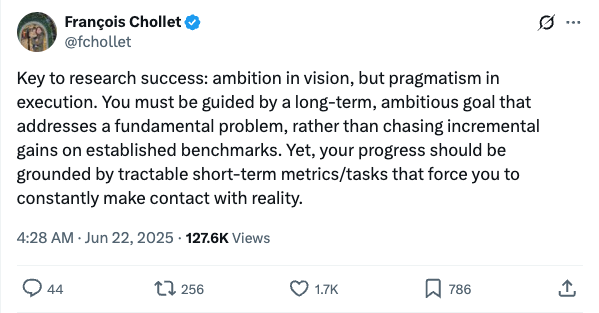 François Chollet
@fchollet
Key to research success: ambition in vision, but pragmatism in
execution. You must be guided by a long-term, ambitious goal that
addresses a fundamental problem, rather than chasing incremental
gains on established benchmarks. Yet, your progress should be
grounded by tractable short-term metrics/tasks that force you to
constantly make contact with reality.
4:28 AM · Jun 22, 2025 · 127.6K Views
44 256 1.7K 786